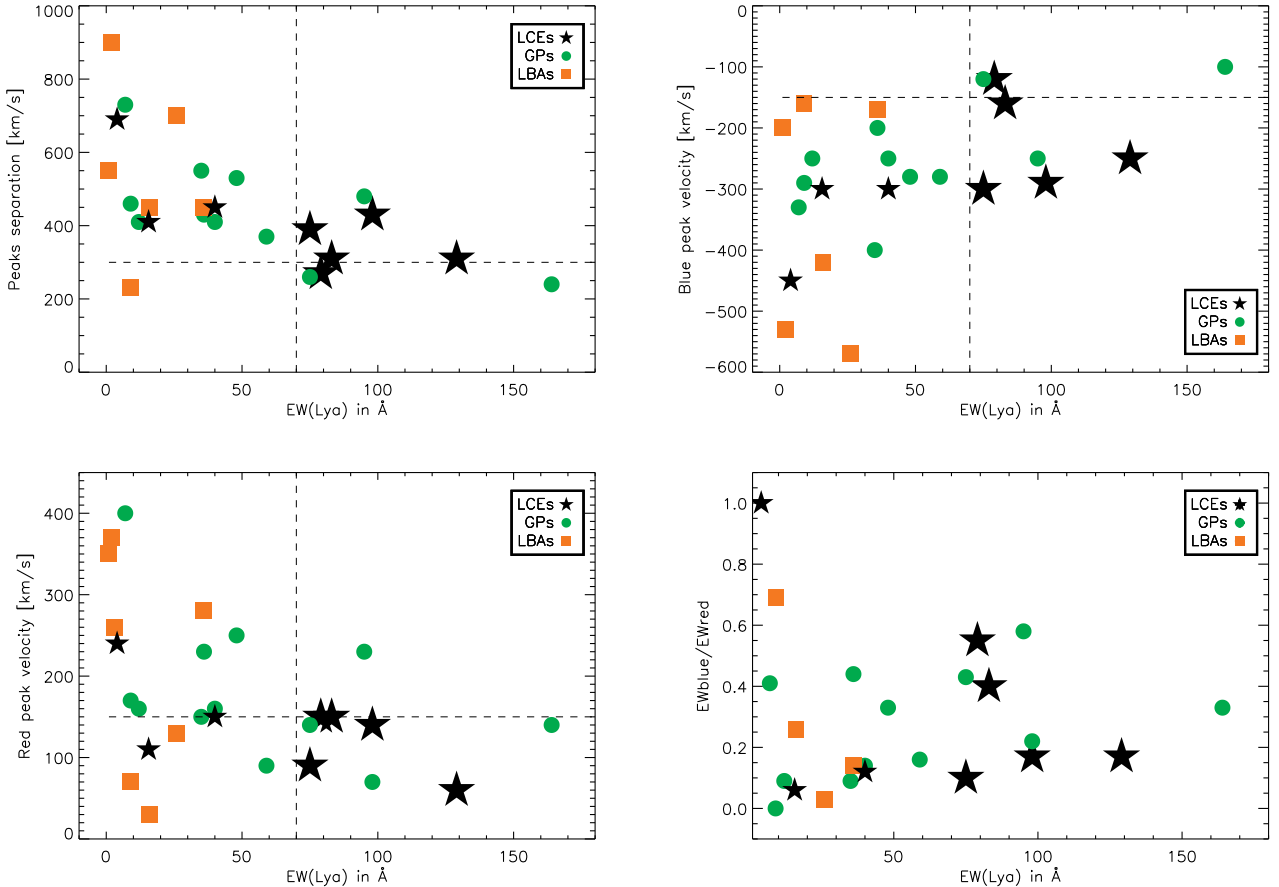 1000
800
600
400
200
0
Peaks separation [km/s]
0 50 100 150
EW(Lya) in Å
LCEs
GPs
LBAs
0
−100
−200
−300
−400
−500
−600
Blue peak velocity [km/s]
0 50 100 150
EW(Lya) in Å
LCEs
GPs
LBAs
400
300
200
100
0
Red peak velocity [km/s]
0 50 100 150
EW(Lya) in Å
LCEs
GPs
LBAs
1.0
0.8
0.6
0.4
0.2
0.0
EWblue/EWred
50 100 150
EW(Lya) in Å
LCEs
GPs
LBAs